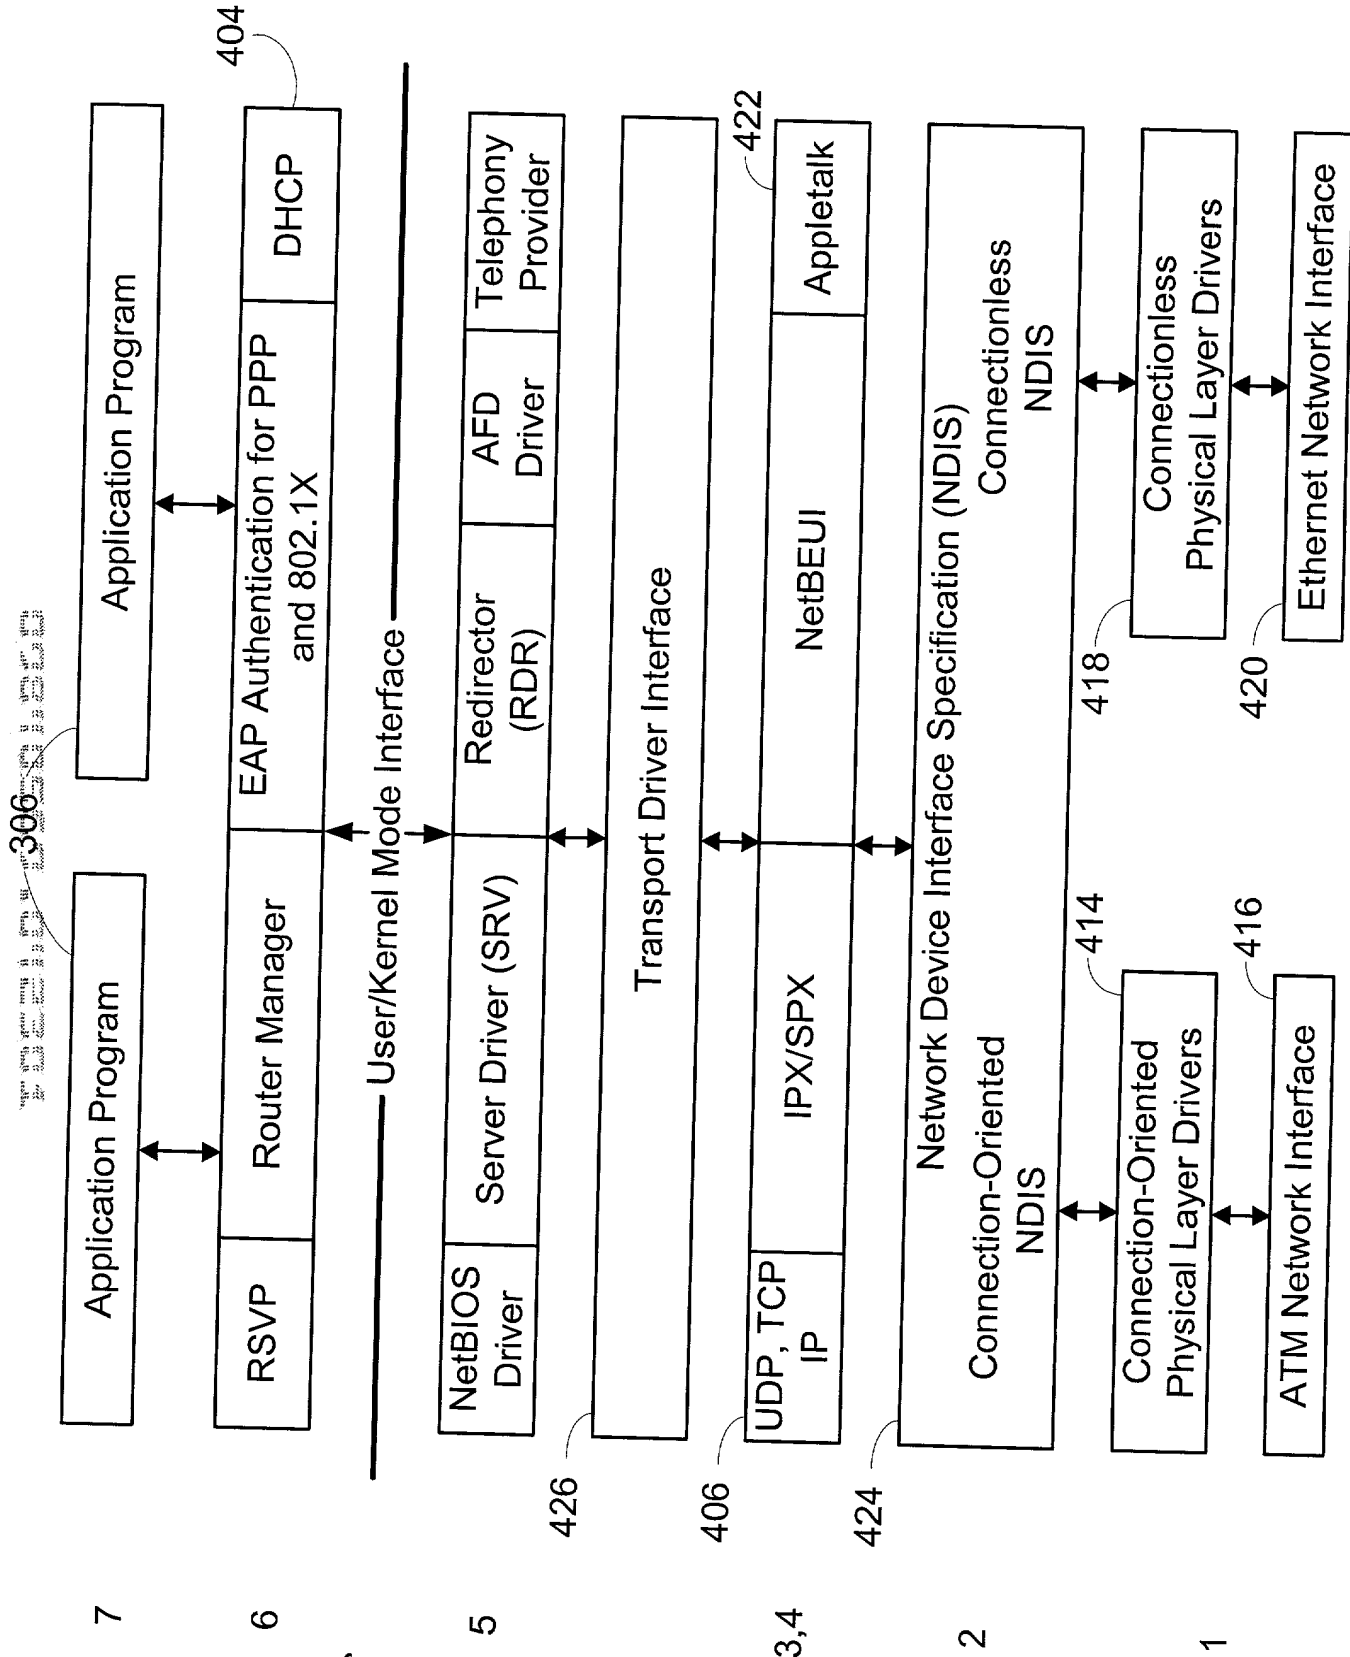 306
7
Application Program
Application Program
404
6
RSVP
Router Manager
EAP Authentication for PPP
and 802.1X
DHCP
User/Kernel Mode Interface
5
NetBIOS
Driver
Server Driver (SRV)
Redirector
(RDR)
AFD
Driver
Telephony
Provider
426
Transport Driver Interface
3,4
406
UDP, TCP
IP
IPX/SPX
NetBEUI
Appletalk
422
2
424
Network Device Interface Specification (NDIS)
Connection-Oriented
NDIS
Connectionless
NDIS
1
414
Connection-Oriented
Physical Layer Drivers
418
Connectionless
Physical Layer Drivers
416
ATM Network Interface
420
Ethernet Network Interface